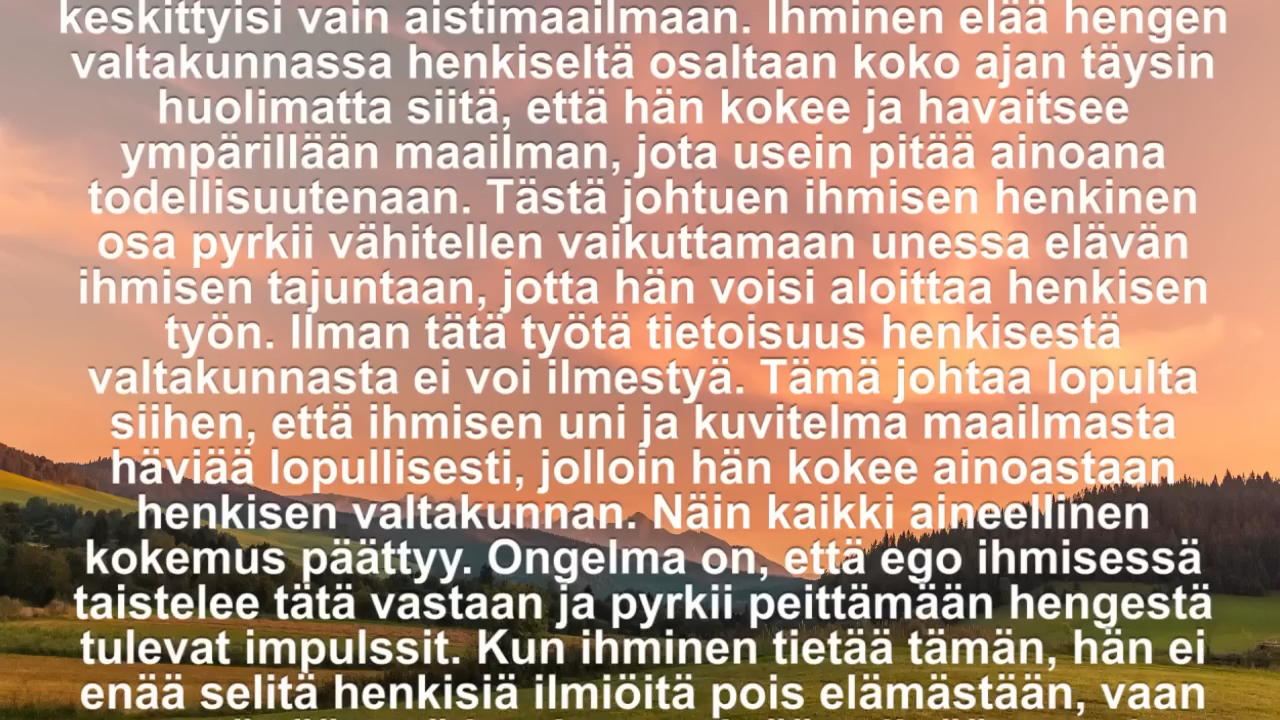 keskittyisi vain aistimaailmaan. Ihminen elää hengen
valtakunnassa henkiseltä osaltaan koko ajan täysin
huolimatta siitä, että hän kokee ja havaitsee
ympärillään maailman, jota usein pitää ainoana
todellisuutenaan. Tästä johtuen ihmisen henkinen
osa pyrkii vähitellen vaikuttamaan unessa elävän
ihmisen tajuntaan, jotta hän voisi aloittaa henkisen
työn. Ilman tätä työtä tietoisuus henkisestä
valtakunnasta ei voi ilmestyä. Tämä johtaa lopulta
siihen, että ihmisen uni ja kuvitelma maailmasta
häviää lopullisesti, jolloin hän kokee ainoastaan
henkisen valtakunnan. Näin kaikki aineellinen
kokemus päättyy. Ongelma on, että ego ihmisessä
taistelee tätä vastaan ja pyrkii peittämään hengestä
tulevat impulssit. Kun ihminen tietää tämän, hän ei
enää selitä henkisiä ilmiöitä pois elämästään, vaan